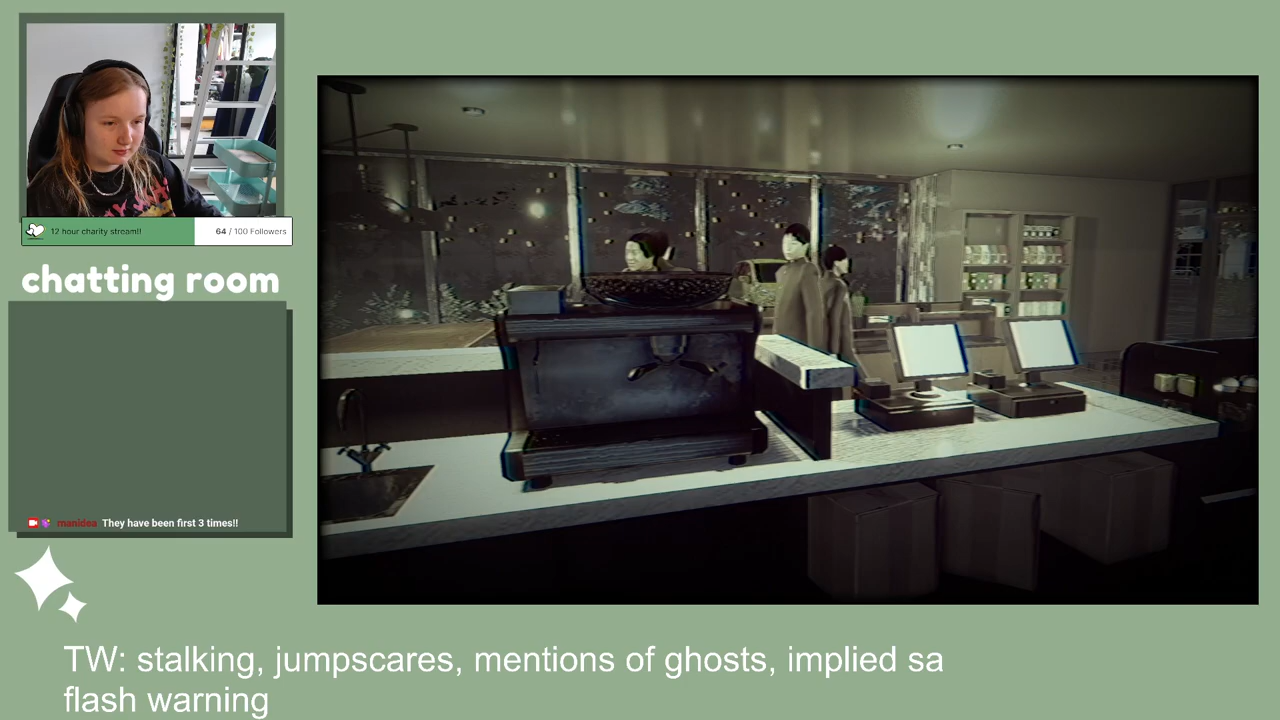 12 hour charity stream!!
64 / 100 Followers
chatting room
manidea They have been first 3 times!!
TW: stalking, jumpscares, mentions of ghosts, implied sa
flash warning